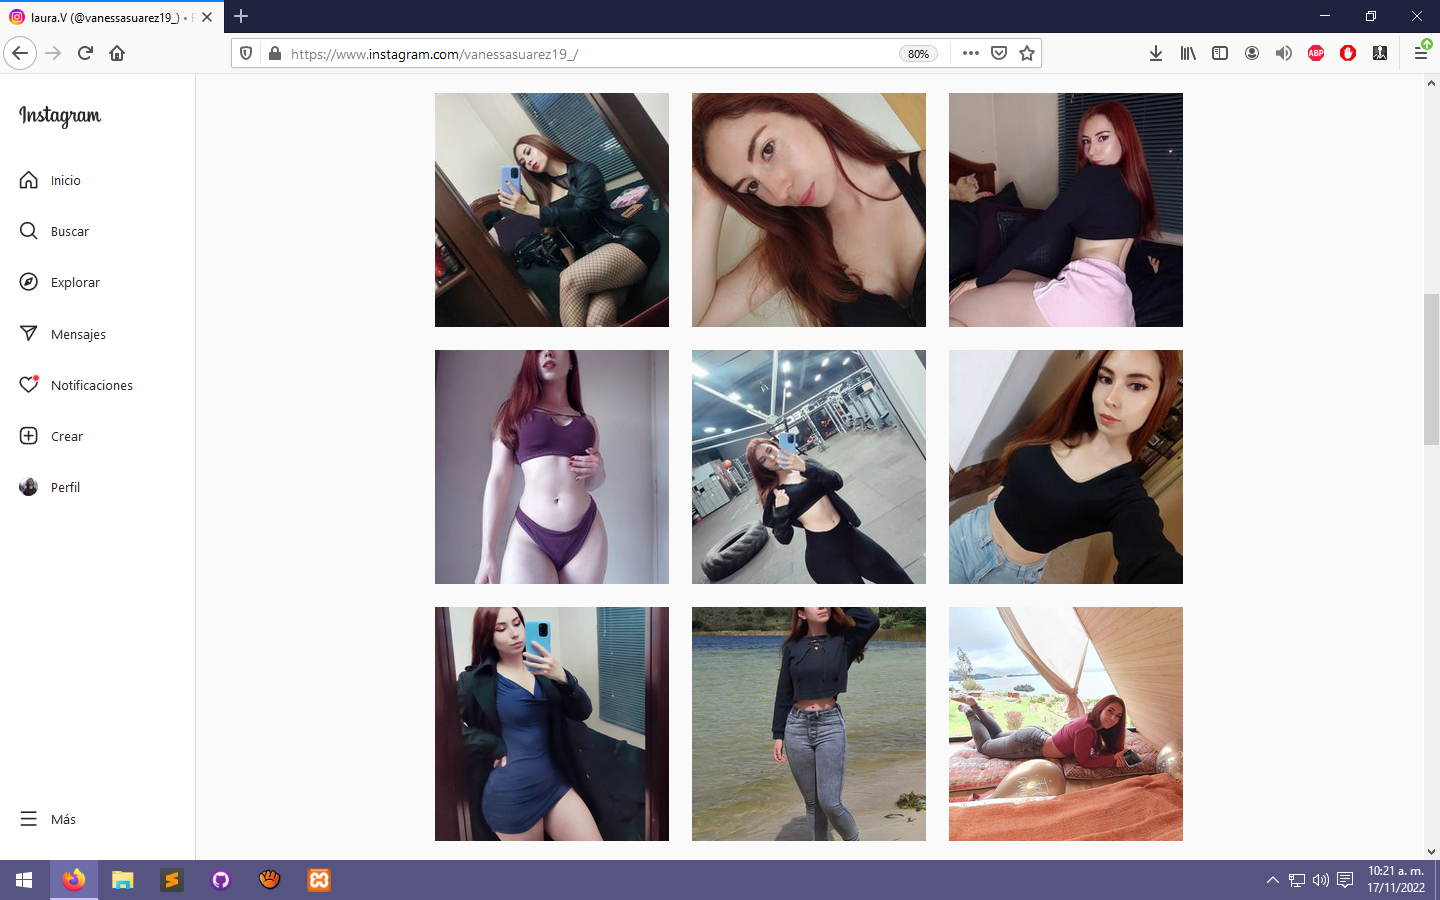 laura.V (@vanessasuarez19_) •
https://www.instagram.com/vanessasuarez19_/
80%
ABP
Instagram
Inicio
Buscar
Explorar
Mensajes
Notificaciones
Crear
Perfil
Más
10:21 a. m.
17/11/2022